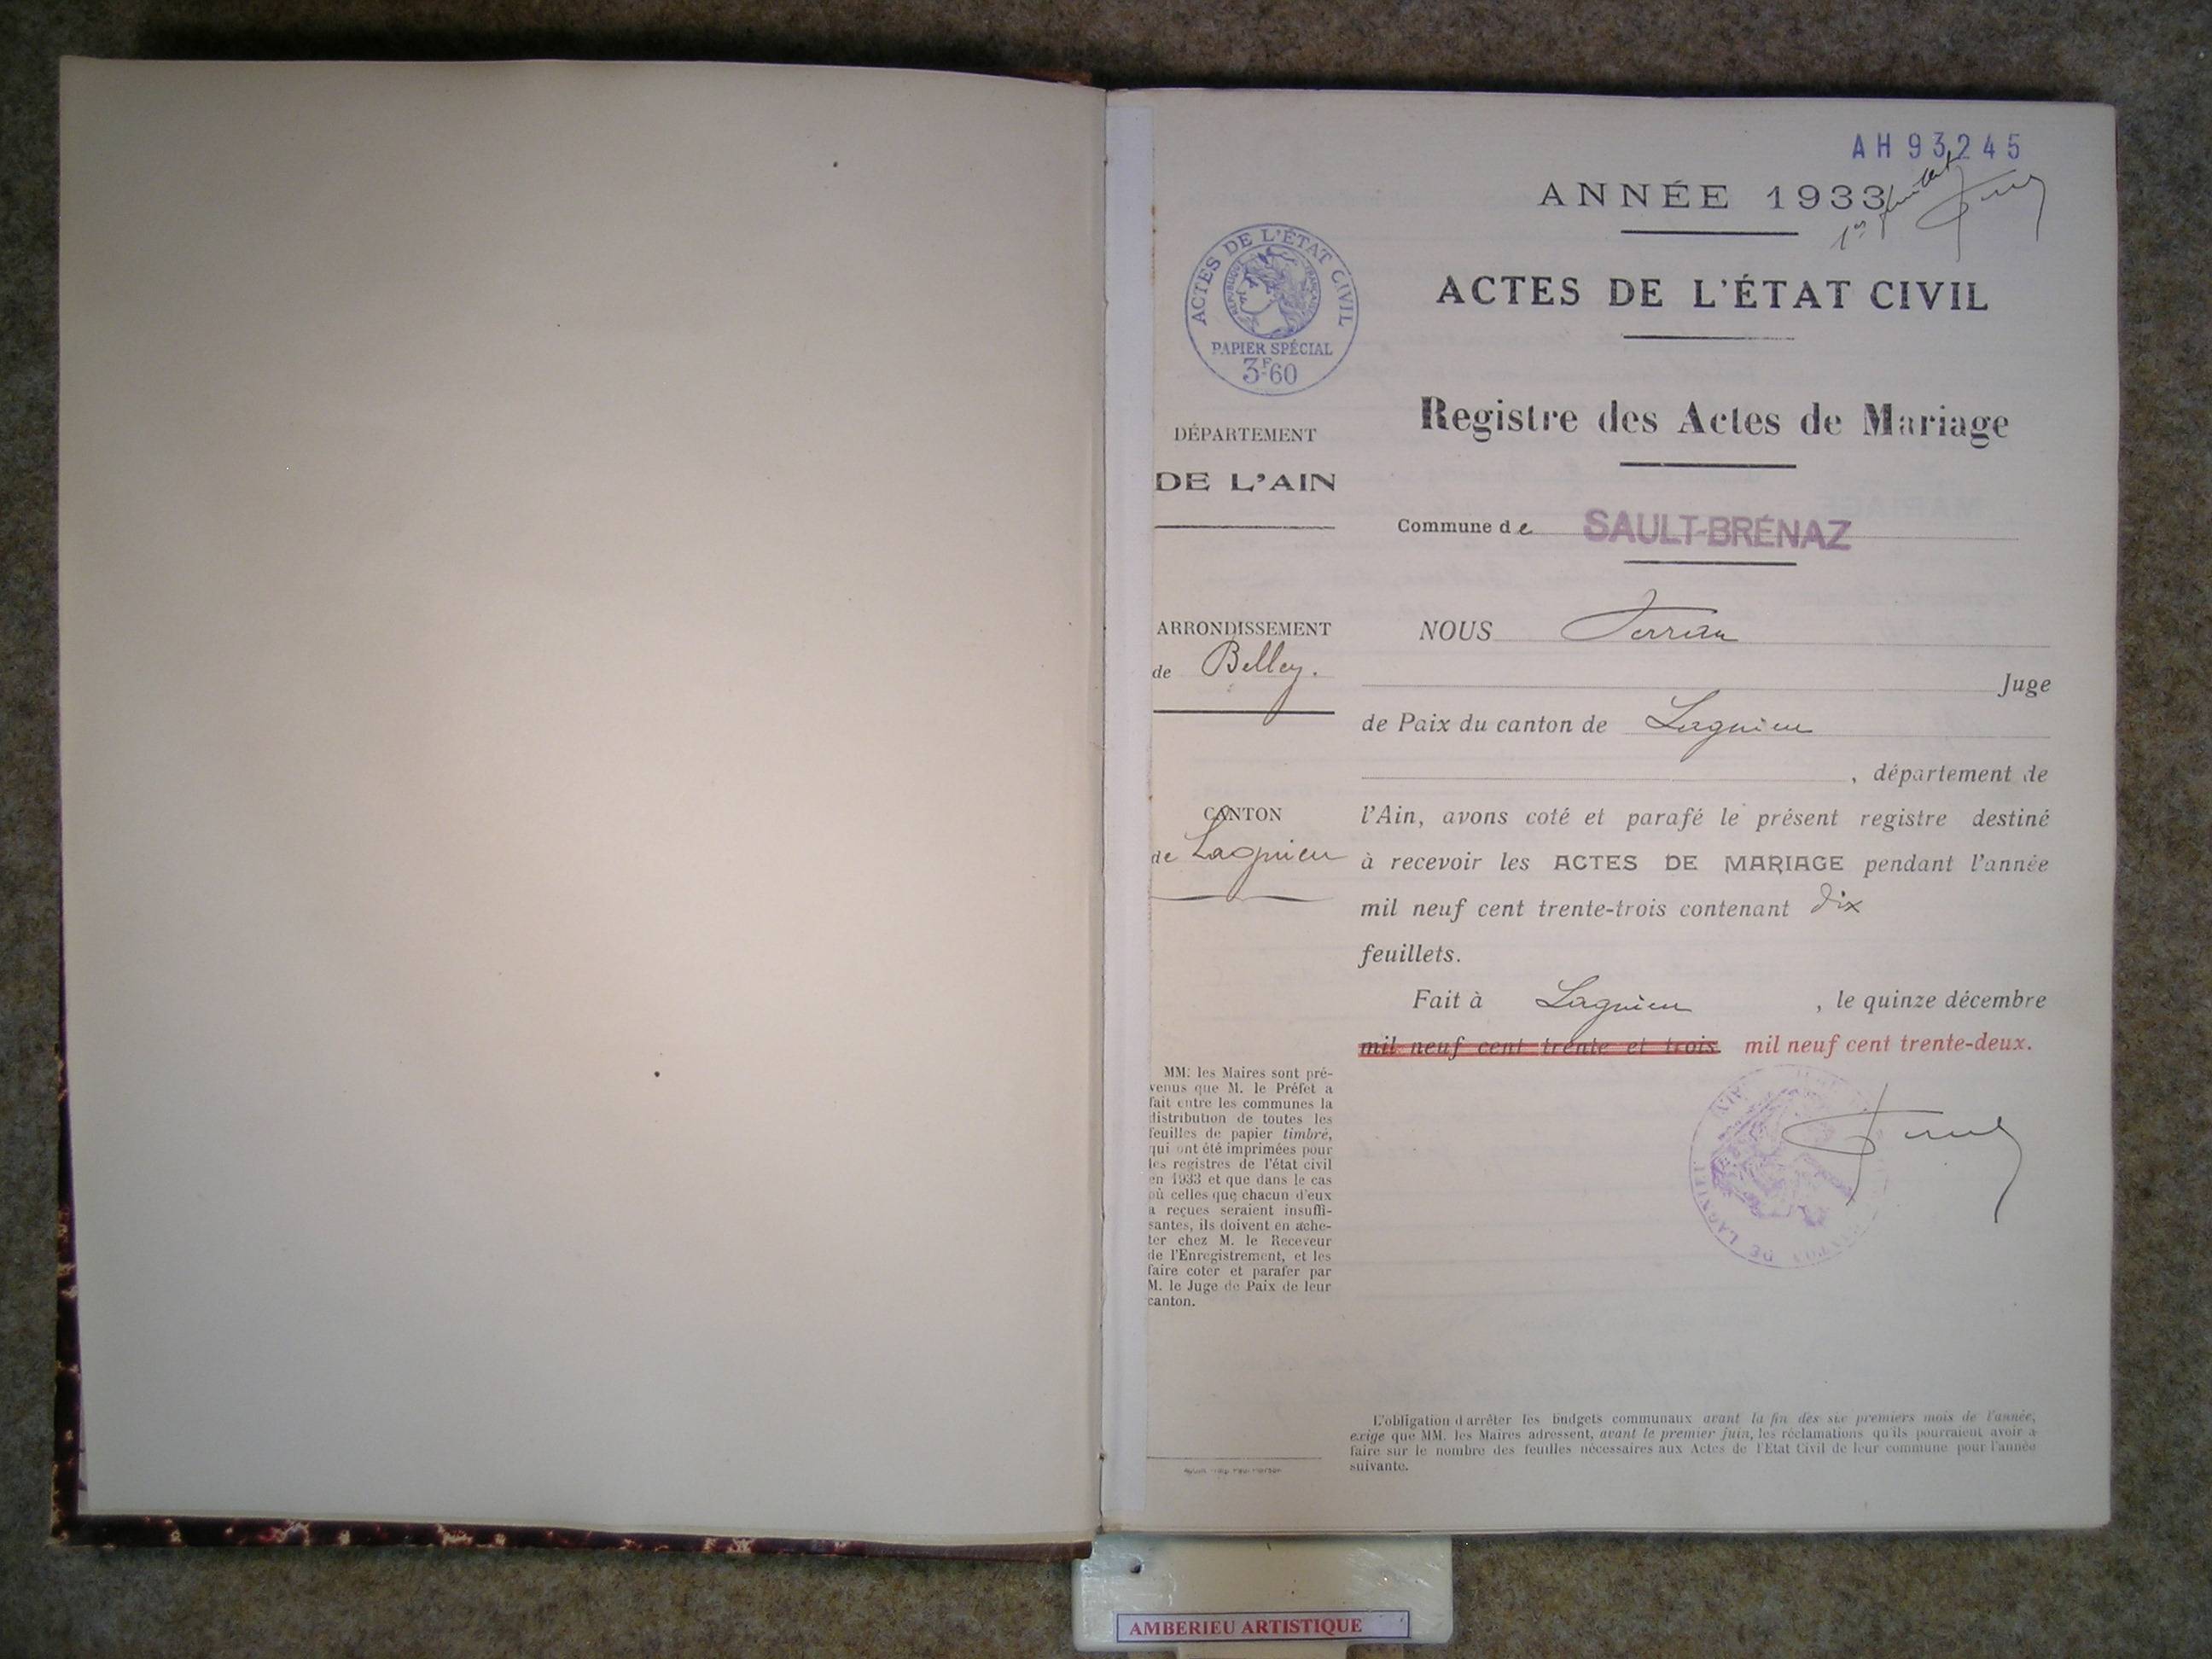 AH 93245
ANNÉE 1933
1er feuillet
ACTES DE L'ÉTAT CIVIL
RÉPUBLIQUE FRANÇAISE
PAPIER SPÉCIAL
3F60
ACTES DE L'ÉTAT CIVIL
Registre des Actes de Mariage
DÉPARTEMENT
DE L'AIN
Commune de SAULT-BRÉNAZ
ARRONDISSEMENT
de Belley.
CANTON
de Lagnieu
NOUS
Juge
de Paix du canton de Lagnieu
, département de
l'Ain, avons coté et parafé le présent registre destiné
à recevoir les ACTES DE MARIAGE pendant l'année
mil neuf cent trente-trois contenant dix
feuillets.
Fait à Lagnieu , le quinze décembre
mil neuf cent trente et trois mil neuf cent trente-deux.
CANTON DE LAGNIEU
MM. les Maires sont pré-
venus que M. le Préfet a
fait entre les communes la
distribution de toutes les
feuilles de papier timbré,
qui ont été imprimées pour
les registres de l'état civil
en 1933 et que dans le cas
où celles que chacun d'eux
a reçues seraient insuffi-
santes, ils doivent en ache-
ter chez M. le Receveur
de l'Enregistrement, et les
faire coter et parafer par
M. le Juge de Paix de leur
canton.
L'obligation d'arrêter les budgets communaux avant la fin des six premiers mois de l'année,
exige que MM. les Maires adressent, avant le premier juin, les réclamations qu'ils pourraient avoir à
faire sur le nombre des feuilles nécessaires aux Actes de l'État Civil de leur commune pour l'année
suivante.
AMBERIEU ARTISTIQUE